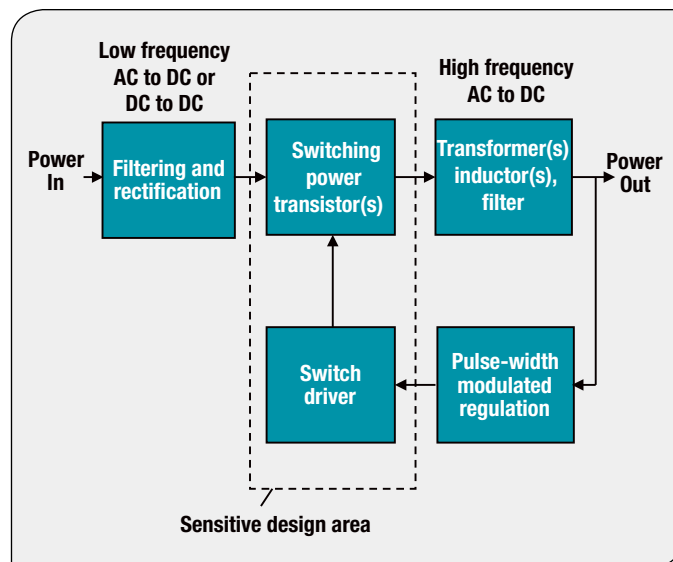 Low frequency
AC to DC or
DC to DC
High frequency
AC to DC
Power
In
Filtering and
rectification
Switching
power
transistor(s)
Transformer(s)
inductor(s),
filter
Power
Out
Switch
driver
Pulse-width
modulated
regulation
Sensitive design area